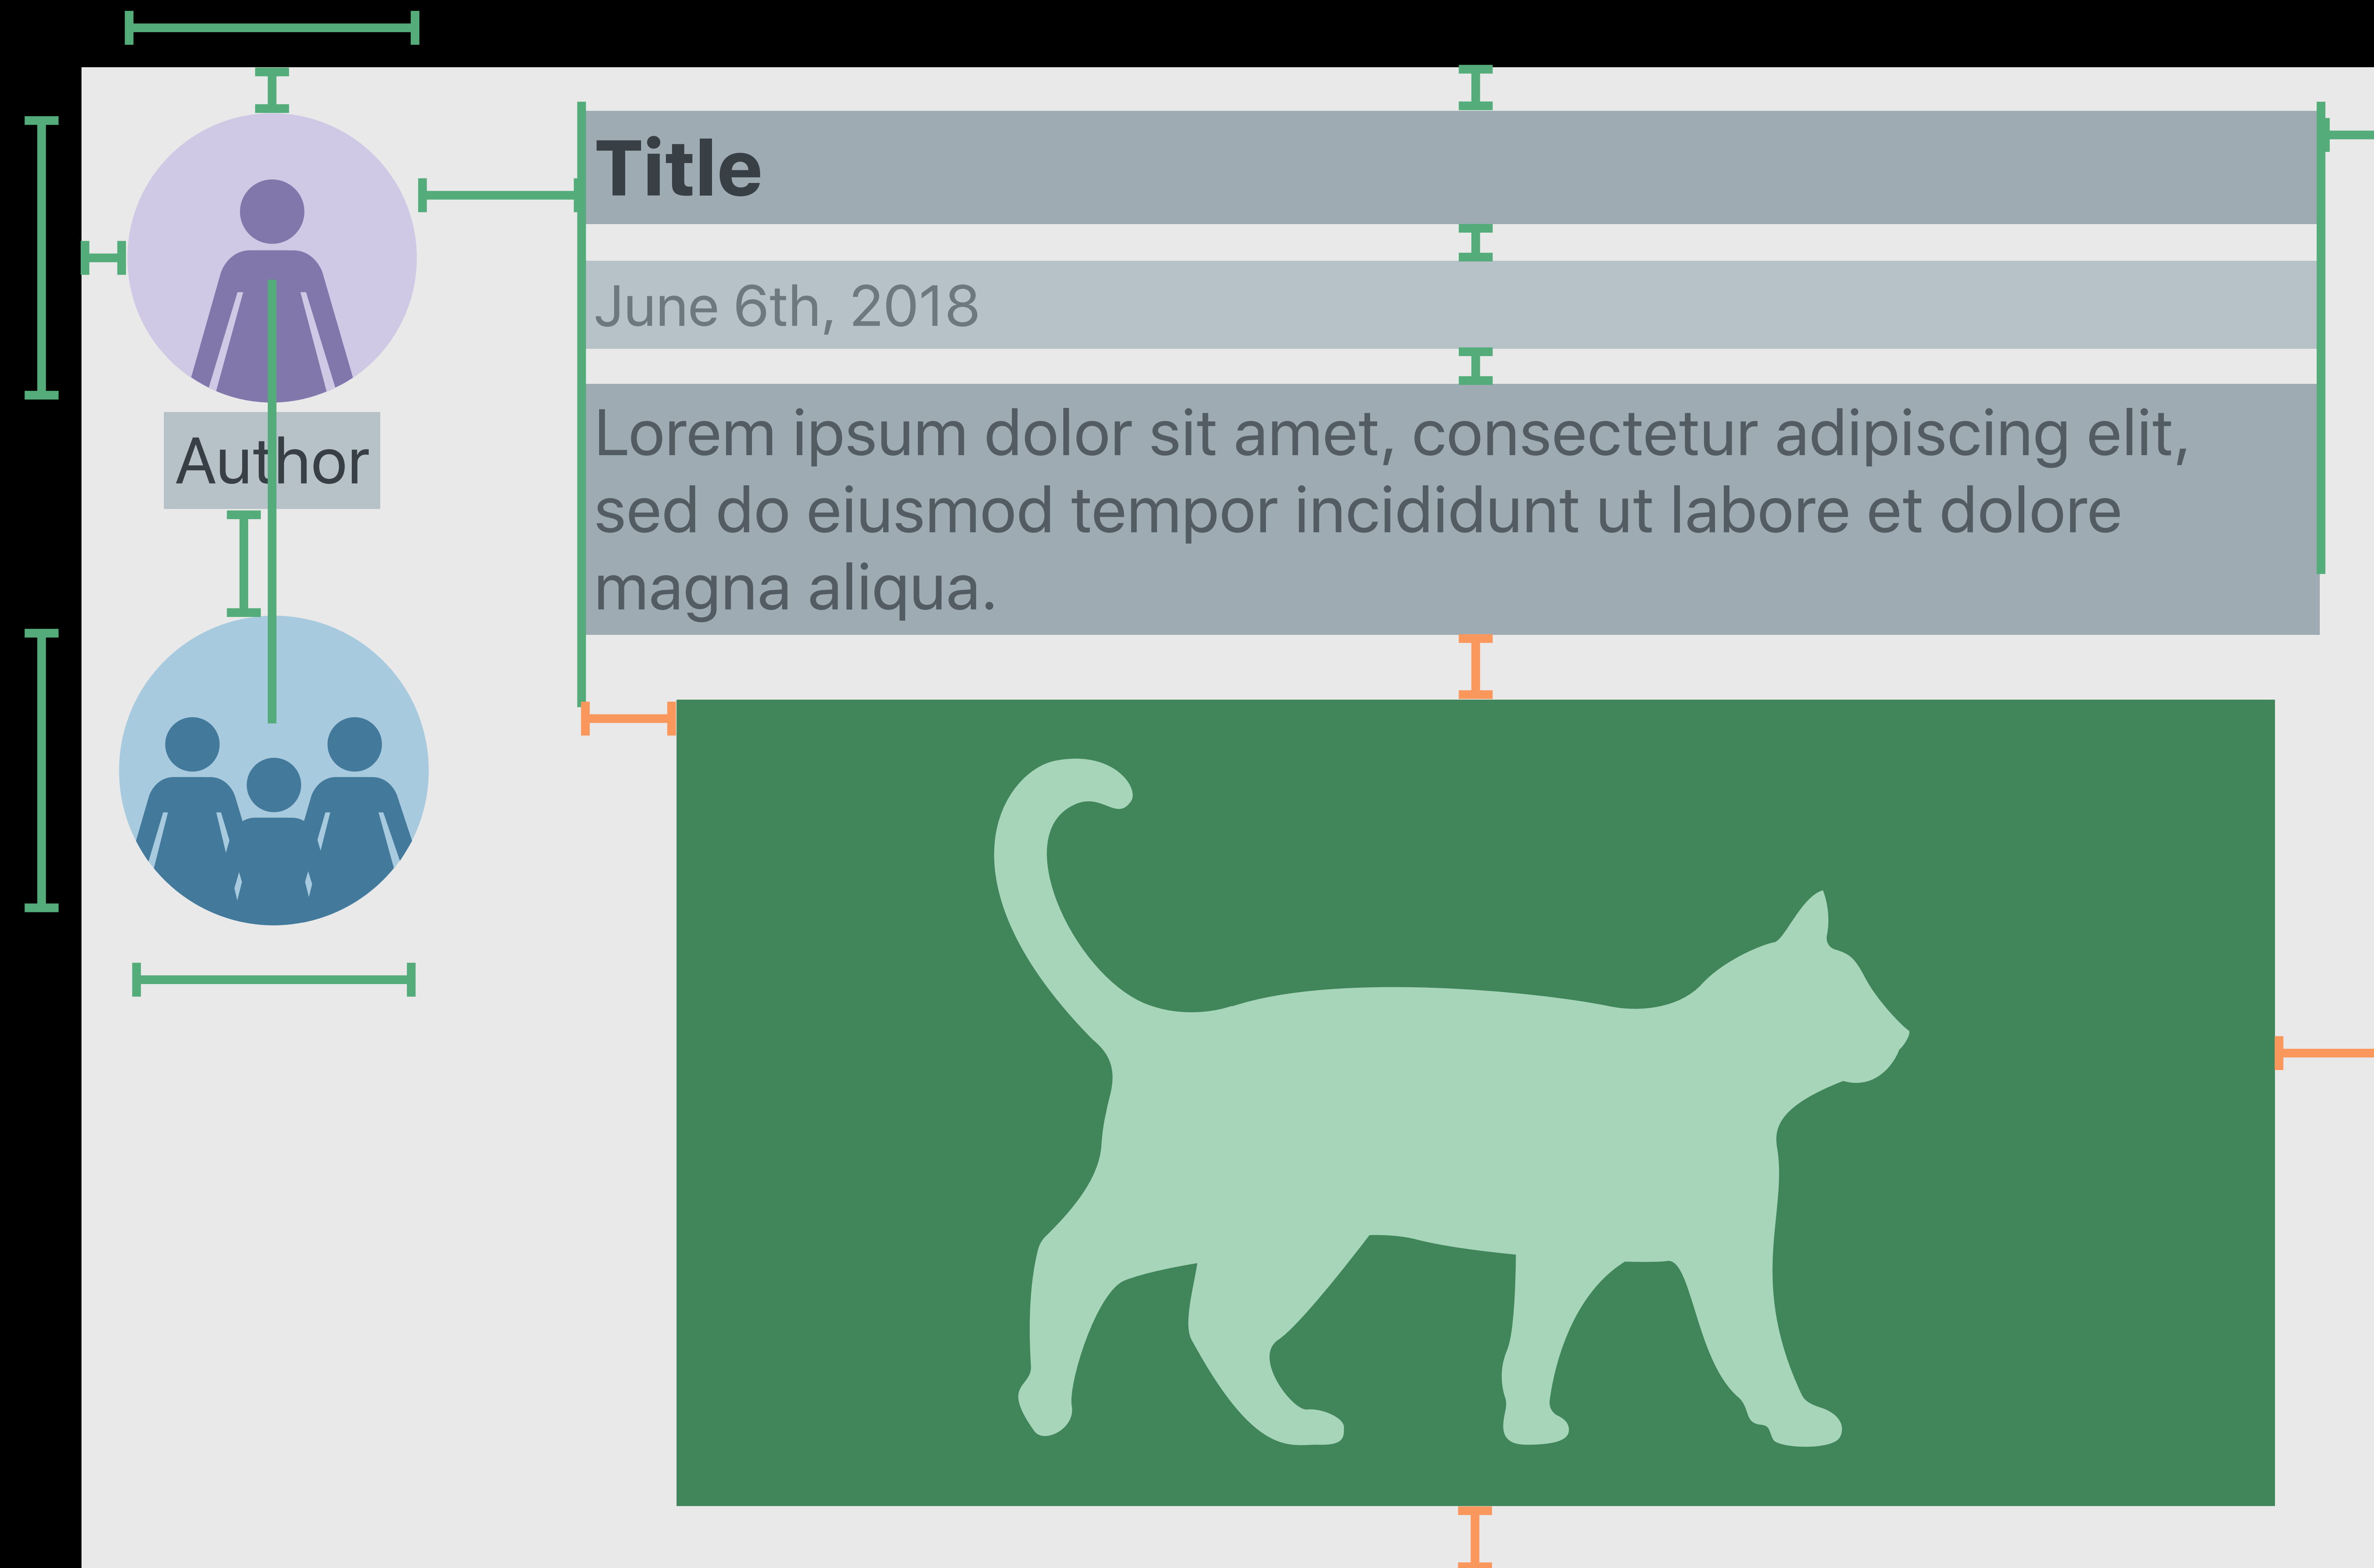 Title
June 6th, 2018
Lorem ipsum dolor sit amet, consectetur adipiscing elit,
sed do eiusmod tempor incididunt ut labore et dolore
magna aliqua.
Author